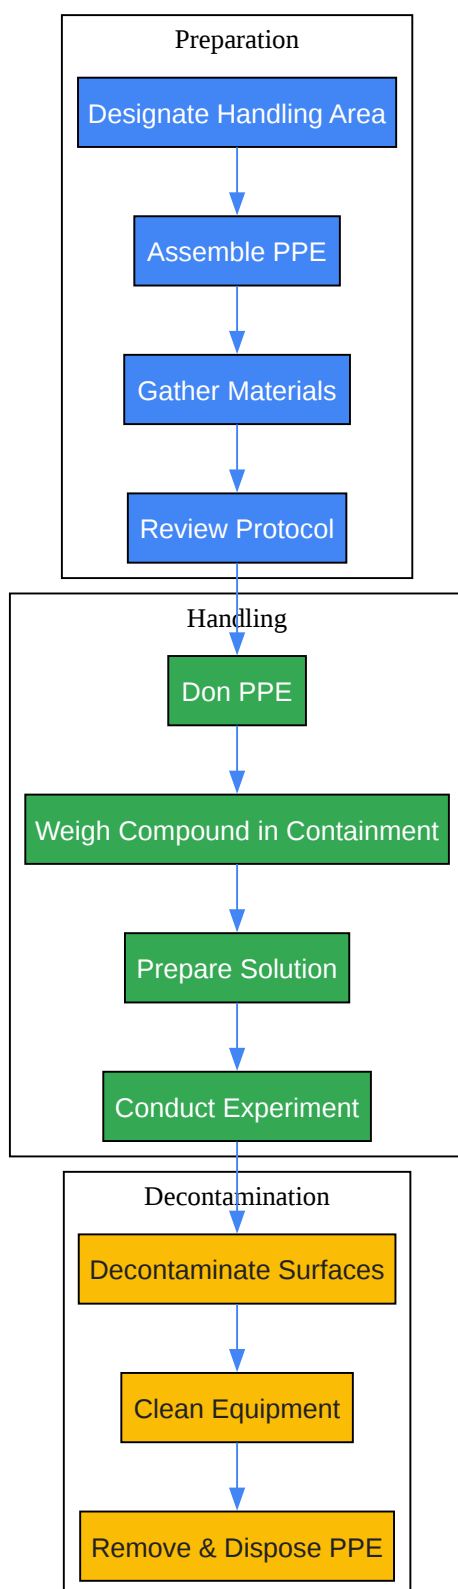 Preparation
Designate Handling Area
Assemble PPE
Gather Materials
Review Protocol
Handling
Don PPE
Weigh Compound in Containment
Prepare Solution
Conduct Experiment
Decontamination
Decontaminate Surfaces
Clean Equipment
Remove & Dispose PPE